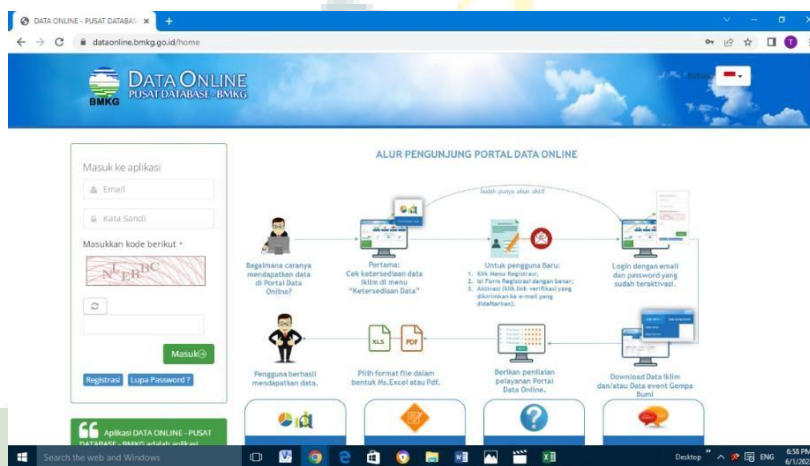 DATA ONLINE - PUSAT DATABAS
dataonline.bmkg.go.id/home
BMKG
DATA ONLINE
PUSAT DATABASE - BMKG
Masuk ke aplikasi
Email
Kata Sandi
Masukkan kode berikut *
Masuk
Registrasi
Lupa Password ?
Aplikasi DATA ONLINE - PUSAT
DATABASE - BMKG adalah aplikasi
ALUR PENGUNJUNG PORTAL DATA ONLINE
Sudah punya akun aktif
Bagaimana caranya
mendapatkan data
di Portal Data
Online?
Pertama:
Cek ketersediaan data
iklim di menu
"Ketersediaan Data"
Untuk pengguna Baru:
1. Klik Menu Registrasi;
2. Isi Form Registrasi dengan benar;
3. Aktivasi (klik link verifikasi yang
dikirimkan ke e-mail yang
didaftarkan).
Login dengan email
dan password yang
sudah teraktivasi.
Pengguna berhasil
mendapatkan data.
XLS
PDF
Pilih format file dalam
bentuk Ms.Excel atau Pdf.
Berikan penilaian
pelayanan Portal
Data Online.
Download Data Iklim
dan/atau Data event Gempa
Bumi
Search the web and Windows
Desktop
ENG
6:58 PM